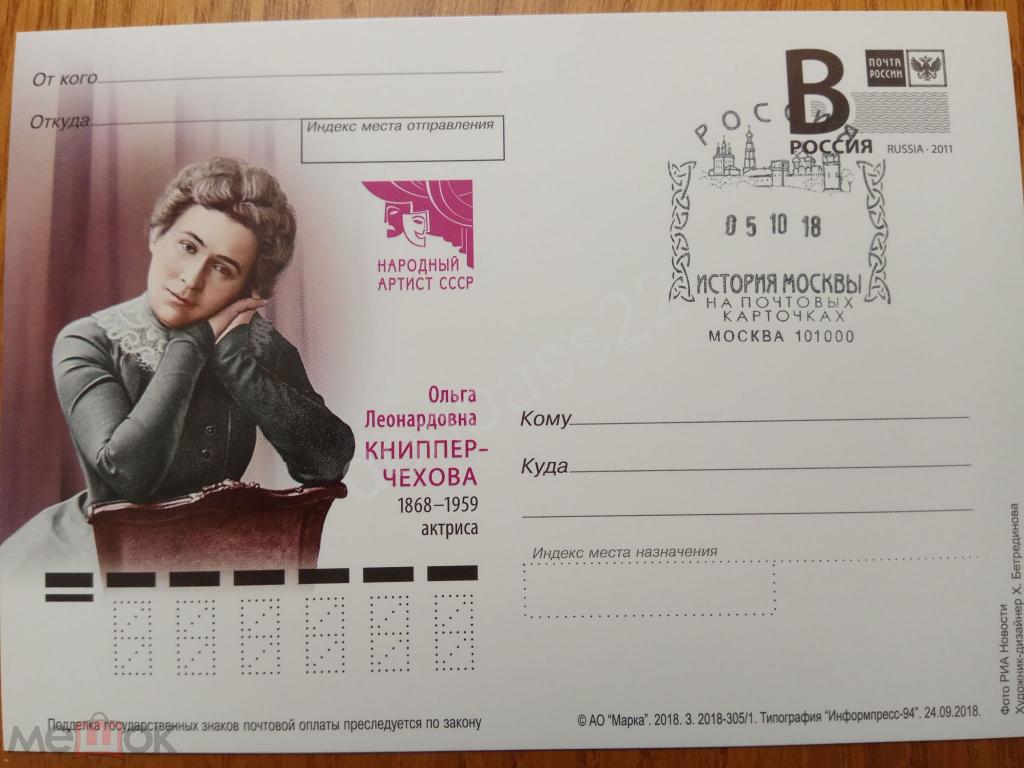 От кого
Откуда
Индекс места отправления
В
РОССИЯ
ПОЧТА
РОССИИ
RUSSIA · 2011
РОССИЯ
05 10 18
ИСТОРИЯ МОСКВЫ
НА ПОЧТОВЫХ
КАРТОЧКАХ
МОСКВА 101000
НАРОДНЫЙ
АРТИСТ СССР
Ольга
Леонардовна
КНИППЕР-
ЧЕХОВА
1868–1959
актриса
Кому
Куда
Индекс места назначения
Подделка государственных знаков почтовой оплаты преследуется по закону
© АО "Марка". 2018. З. 2018-305/1. Типография "Информпресс-94". 24.09.2018.
Фото РИА Новости
Художник-дизайнер Х. Бетрединова
мешок